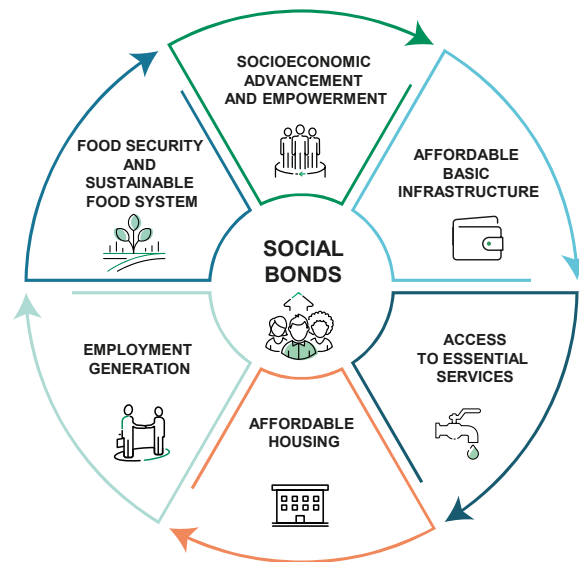 SOCIOECONOMIC
ADVANCEMENT
AND EMPOWERMENT
AFFORDABLE
BASIC
INFRASTRUCTURE
ACCESS
TO ESSENTIAL
SERVICES
AFFORDABLE
HOUSING
EMPLOYMENT
GENERATION
FOOD SECURITY
AND
SUSTAINABLE
FOOD SYSTEM
SOCIAL
BONDS